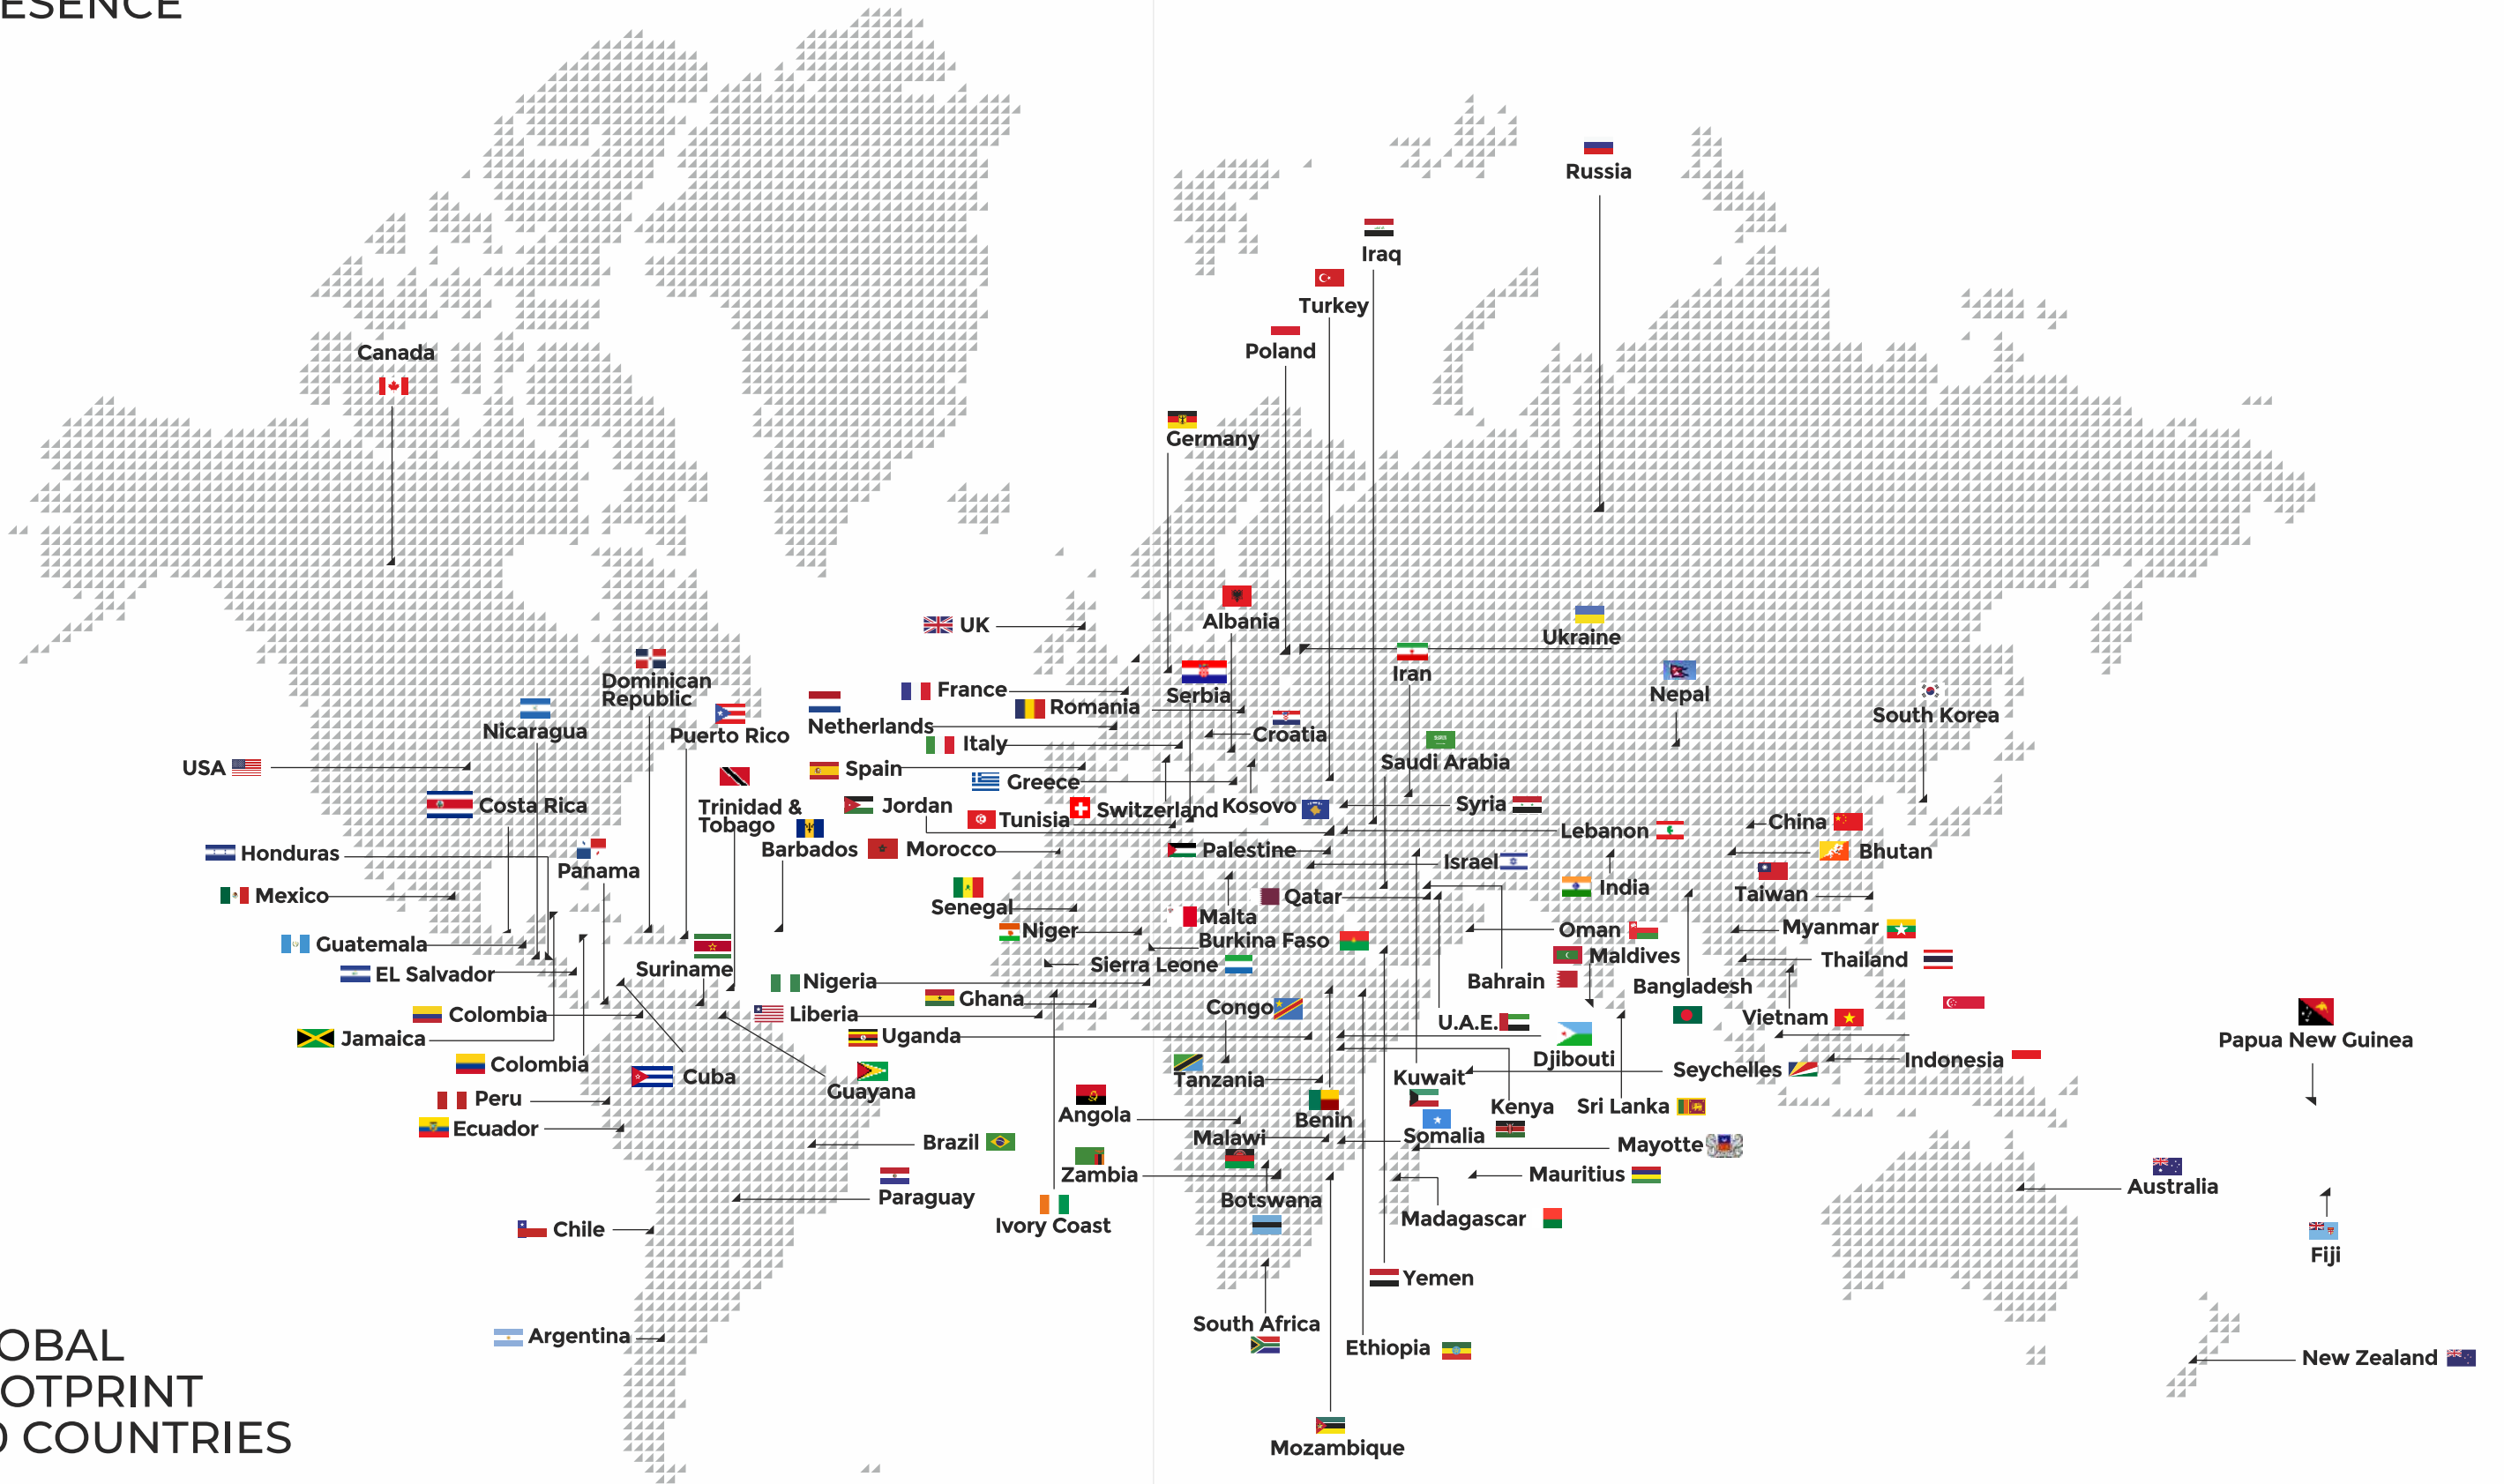 ESENCE
Russia
Iraq
Turkey
Poland
Canada
Germany
Albania
UK
Ukraine
Iran
Dominican
Republic
France
Serbia
Nepal
Romania
Netherlands
Nicaragua
Puerto Rico
Croatia
South Korea
Italy
USA
Spain
Greece
Saudi Arabia
Costa Rica
Trinidad &
Tobago
Jordan
Tunisia
Switzerland
Kosovo
Syria
Lebanon
China
Honduras
Panama
Barbados
Morocco
Palestine
Israel
Bhutan
Mexico
Senegal
Malta
Qatar
India
Taiwan
Guatemala
Niger
Burkina Faso
Oman
Myanmar
EL Salvador
Suriname
Nigeria
Sierra Leone
Maldives
Bahrain
Thailand
Bangladesh
Colombia
Liberia
Ghana
Congo
U.A.E.
Vietnam
Jamaica
Uganda
Djibouti
Papua New Guinea
Colombia
Cuba
Guayana
Tanzania
Kuwait
Seychelles
Indonesia
Peru
Angola
Benin
Kenya
Sri Lanka
Ecuador
Brazil
Malawi
Somalia
Mayotte
Zambia
Mauritius
Paraguay
Botswana
Australia
Chile
Ivory Coast
Madagascar
Fiji
Yemen
South Africa
Argentina
Ethiopia
New Zealand
OBAL
OTPRINT
0 COUNTRIES
Mozambique